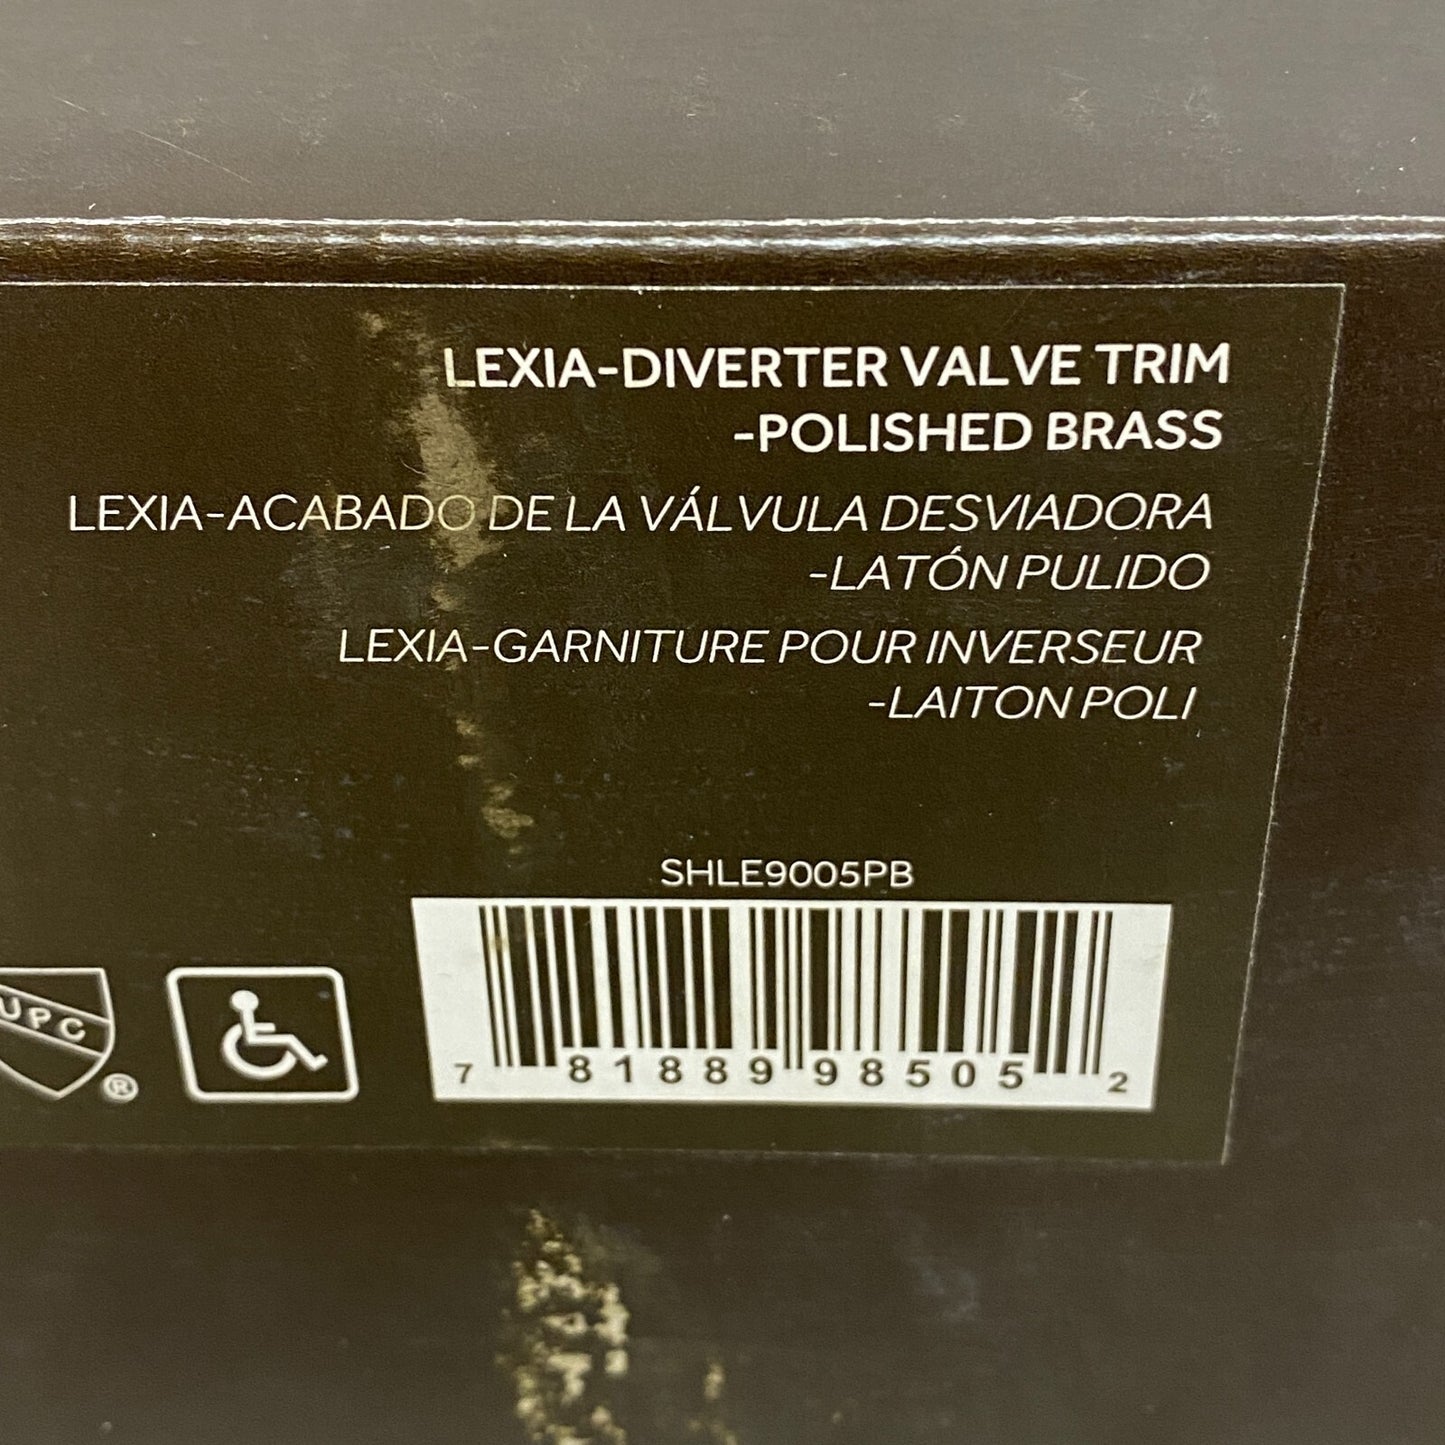 LEXIA-DIVERTER VALVE TRIM
-POLISHED BRASS
LEXIA-ACABADO DE LA VÁLVULA DESVIADORA
-LATÓN PULIDO
LEXIA-GARNITURE POUR INVERSEUR
-LAITON POLI
SHLE9005PB
UPC ®
7 81889 98505 2